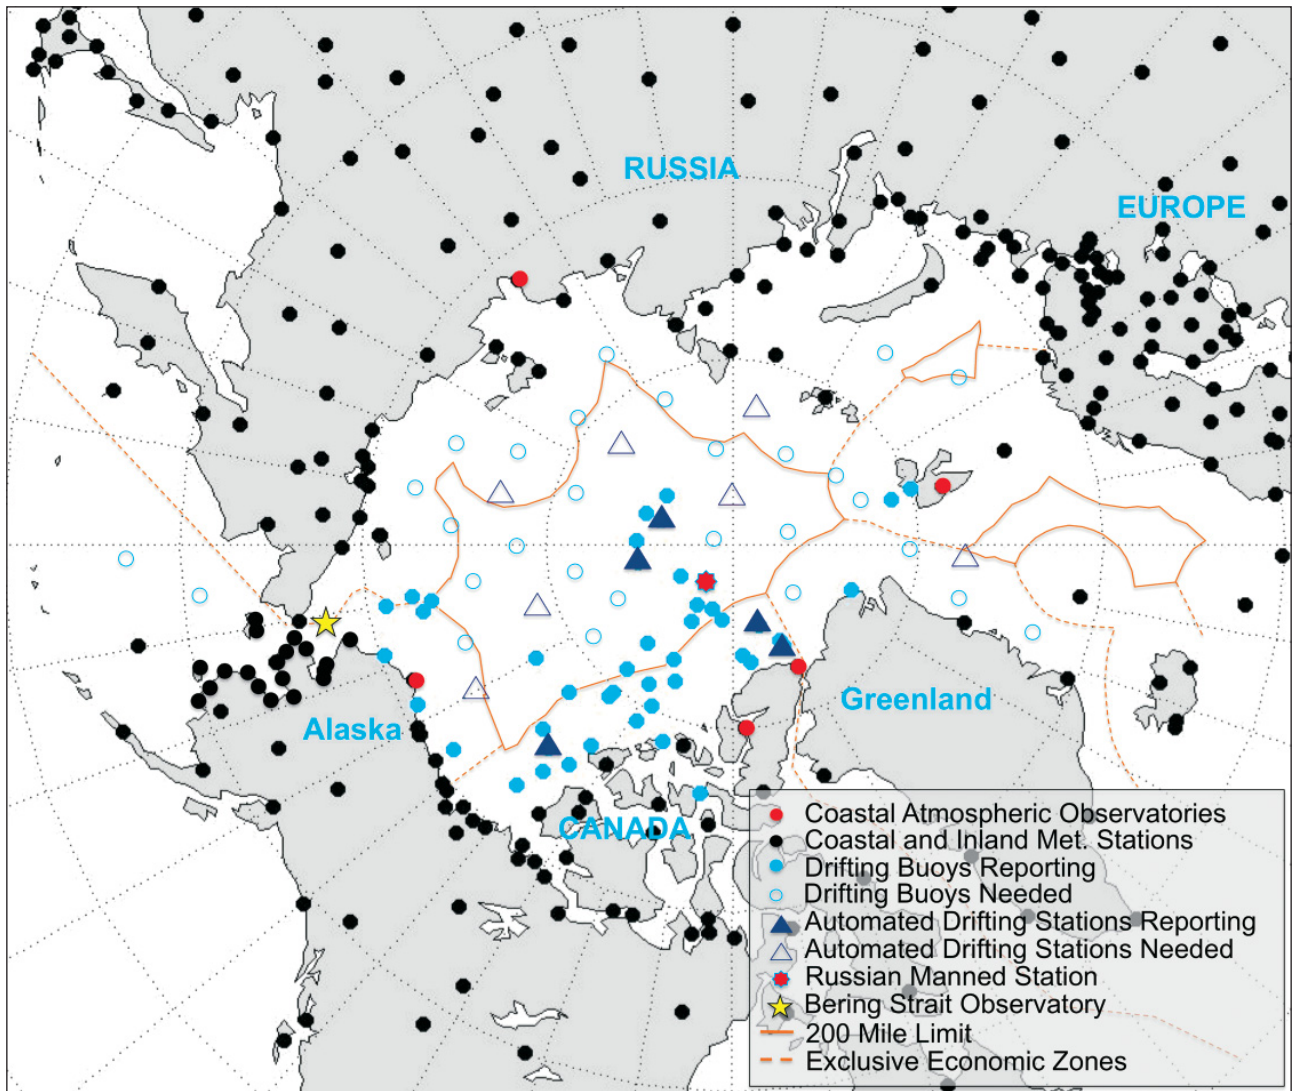 RUSSIA
EUROPE
Greenland
Alaska
CANADA
Coastal Atmospheric Observatories
Coastal and Inland Met. Stations
Drifting Buoys Reporting
Drifting Buoys Needed
Automated Drifting Stations Reporting
Automated Drifting Stations Needed
Russian Manned Station
Bering Strait Observatory
200 Mile Limit
Exclusive Economic Zones